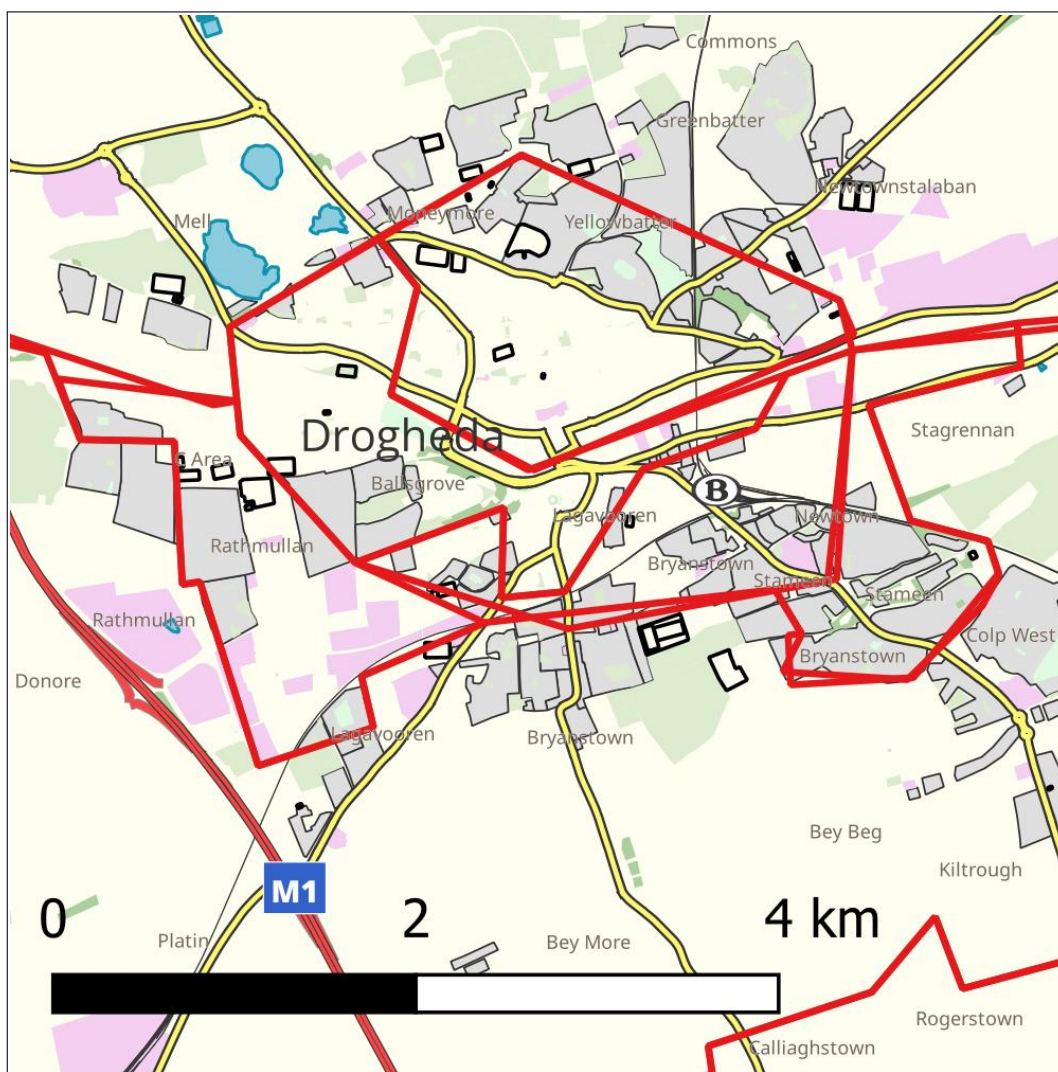 Commons
Greenbatter
Newtownstalaban
Moneymore
Mell
Yellowbatter
Drogheda
Stagrennan
Area
Ballsgrove
B
Lagavooren
Newtown
Rathmullan
Bryanstown
Stameen
Stameen
Rathmullan
Colp West
Bryanstown
Donore
Lagavooren
Bryanstown
Bey Beg
Kiltrough
M1
0 2 4 km
Platin
Bey More
Rogerstown
Calliaghstown